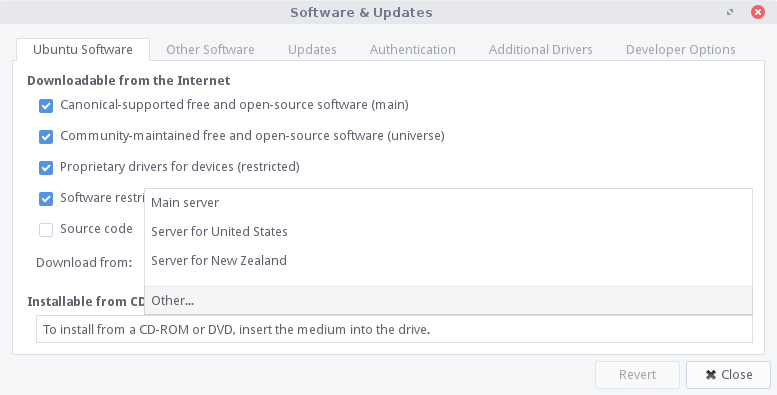 Software & Updates
Ubuntu Software
Other Software
Updates
Authentication
Additional Drivers
Developer Options
Downloadable from the Internet
Canonical-supported free and open-source software (main)
Community-maintained free and open-source software (universe)
Proprietary drivers for devices (restricted)
Software restri
Main server
Source code
Server for United States
Download from:
Server for New Zealand
Installable from CD
Other...
To install from a CD-ROM or DVD, insert the medium into the drive.
Revert
Close